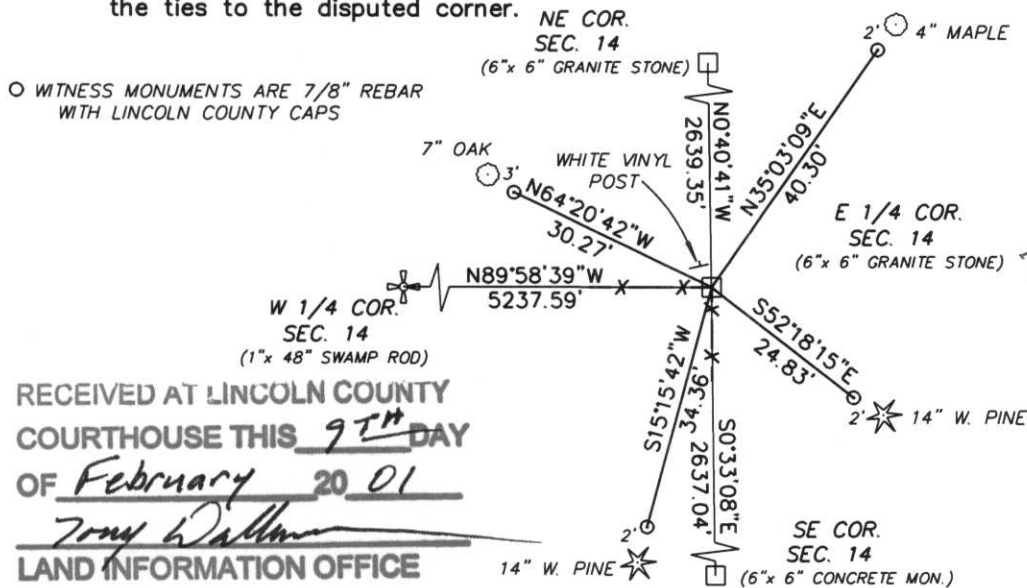 the ties to the disputed corner.
NE COR.
SEC. 14
(6"x 6" GRANITE STONE)
2' 4" MAPLE
O WITNESS MONUMENTS ARE 7/8" REBAR
WITH LINCOLN COUNTY CAPS
7" OAK
3'
WHITE VINYL
POST
N0°40'41"W
2639.35'
N35°03'09"E
40.30'
N64°20'42"W
30.27'
E 1/4 COR.
SEC. 14
(6"x 6" GRANITE STONE)
N89°58'39"W
5237.59'
W 1/4 COR.
SEC. 14
(1"x 48" SWAMP ROD)
S52°18'15"E
24.83'
2' 14" W. PINE
S15°15'42"W
34.36'
S0°33'08"E
2637.04'
2'
14" W. PINE
SE COR.
SEC. 14
(6"x 6" CONCRETE MON.)
RECEIVED AT LINCOLN COUNTY
COURTHOUSE THIS 9TH DAY
OF February 20 01
Tony
LAND INFORMATION OFFICE